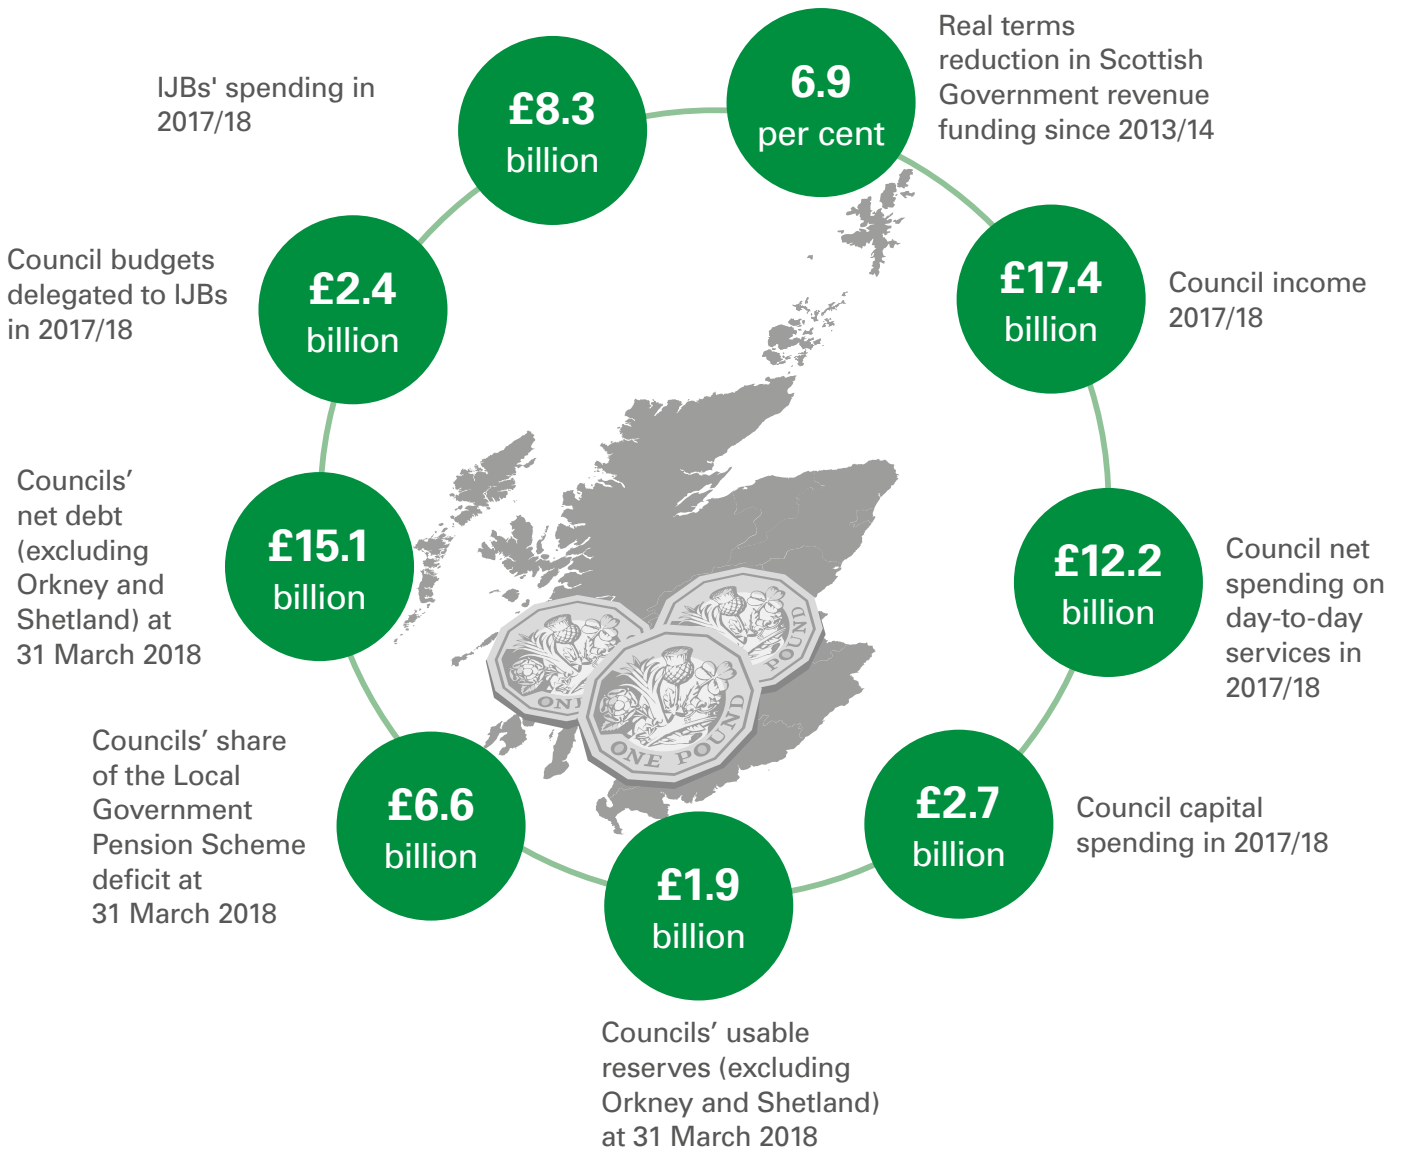 Real terms
reduction in Scottish
Government revenue
funding since 2013/14
6.9
per cent
IJBs' spending in
2017/18
£8.3
billion
Council budgets
delegated to IJBs
in 2017/18
£2.4
billion
£17.4
billion
Council income
2017/18
Councils’
net debt
(excluding
Orkney and
Shetland) at
31 March 2018
£15.1
billion
£12.2
billion
Council net
spending on
day-to-day
services in
2017/18
POUND
ONE
ONE POUND
Councils’ share
of the Local
Government
Pension Scheme
deficit at
31 March 2018
£6.6
billion
£2.7
billion
Council capital
spending in 2017/18
£1.9
billion
Councils’ usable
reserves (excluding
Orkney and Shetland)
at 31 March 2018